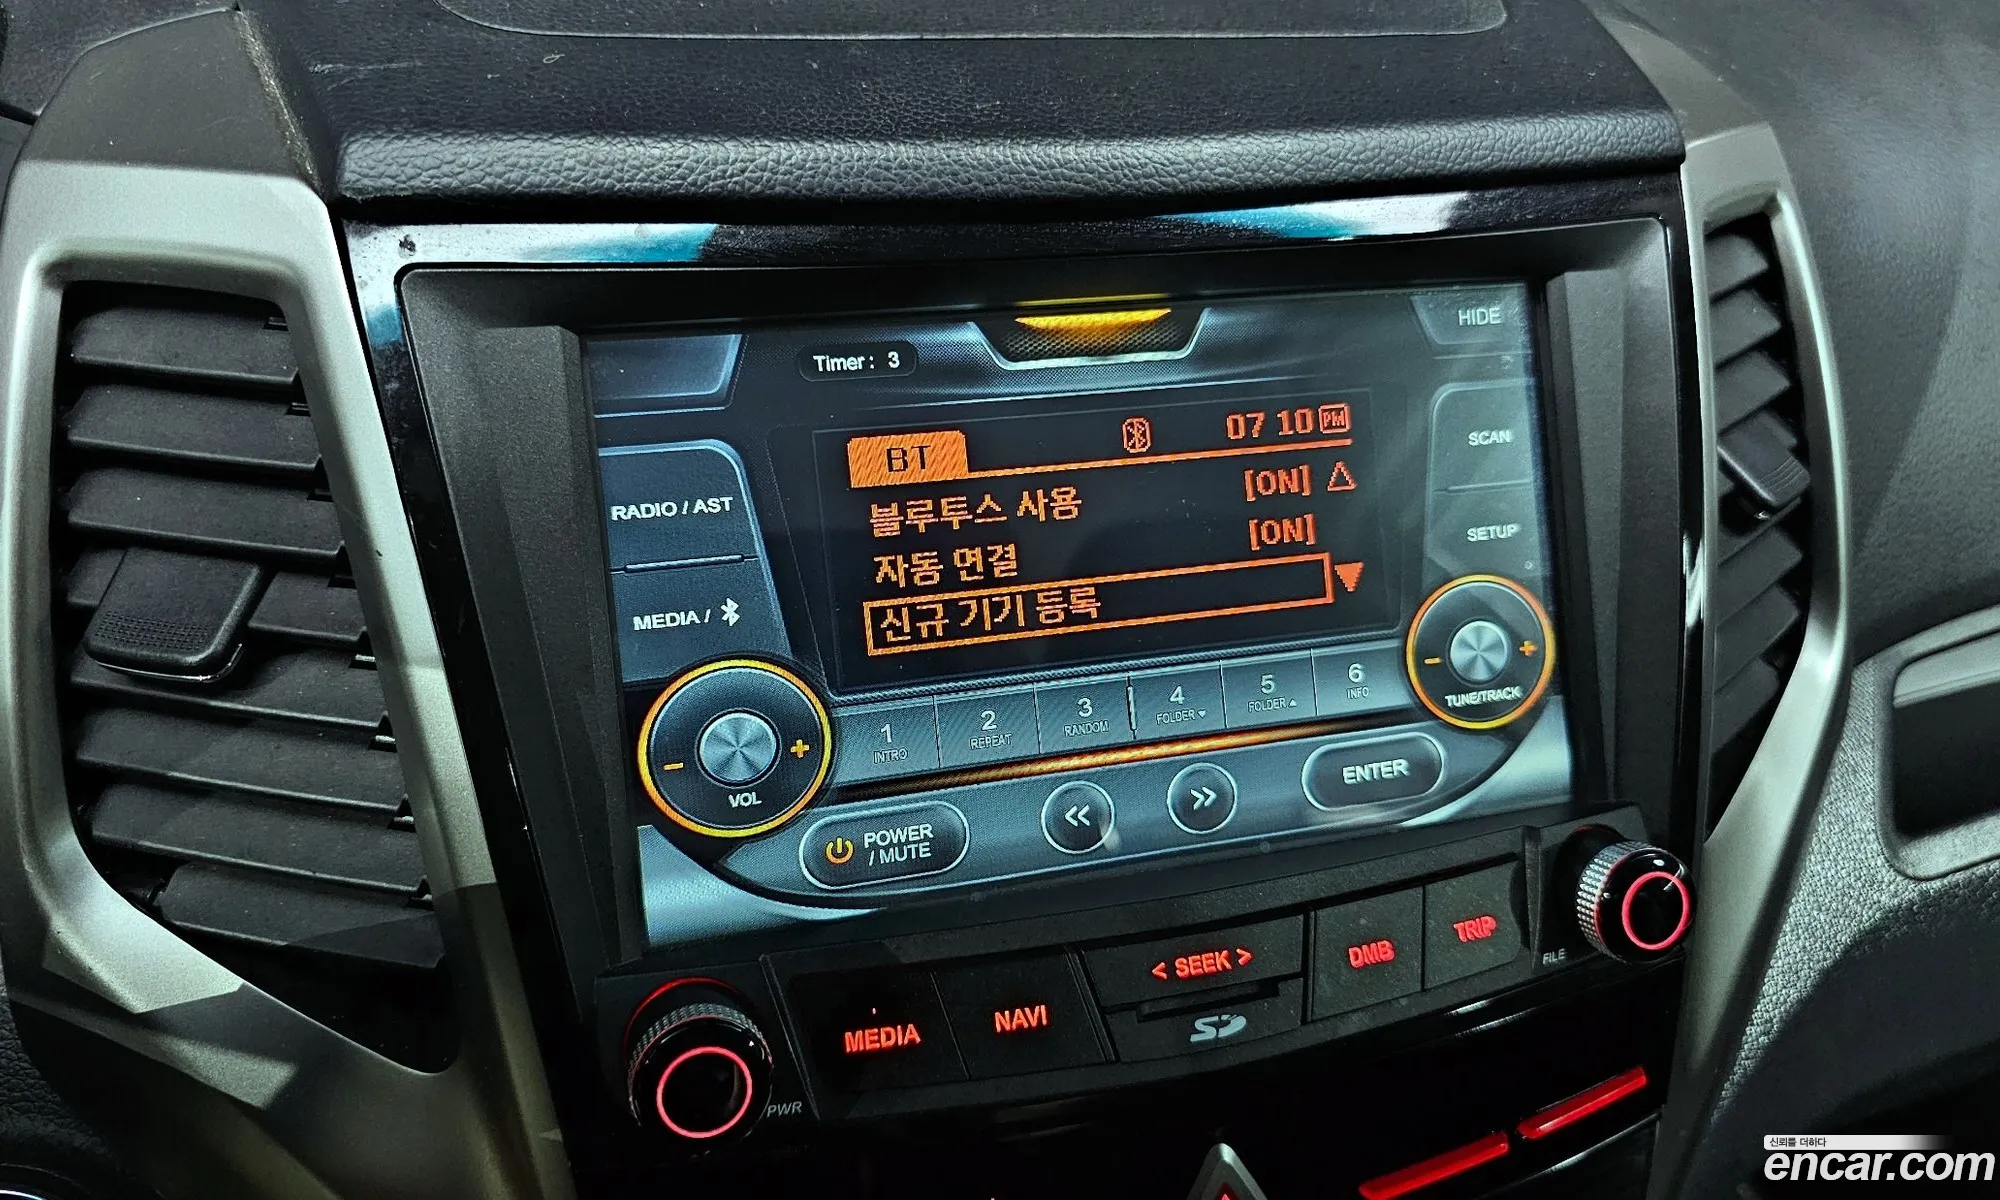 HIDE
Timer: 3
BT
07 10 PM
블루투스 사용 [ON]
자동 연결 [ON]
신규 기기 등록
RADIO / AST
MEDIA /
SCAN
SETUP
- +
VOL
1
INTRO
2
REPEAT
3
RANDOM
4
FOLDER ▼
5
FOLDER ▲
6
INFO
- +
TUNE/TRACK
POWER
/ MUTE
<<
>>
ENTER
MEDIA
NAVI
< SEEK >
SD
DMB
TRIP
FILE
PWR
신뢰를 더하다
encar.com